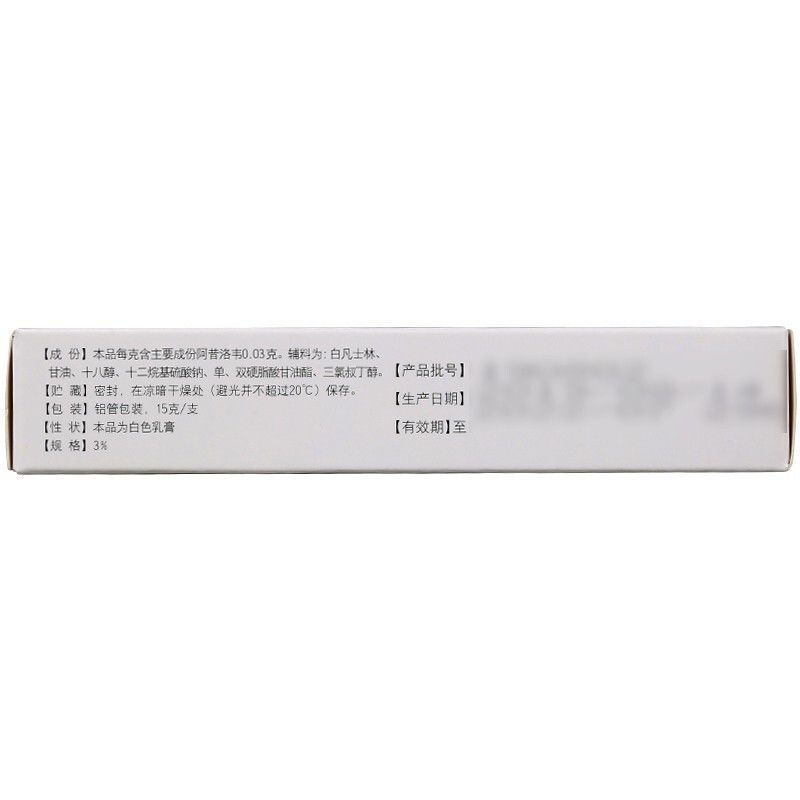 【成 份】本品每克含主要成份阿昔洛韦0.03克。辅料为：白凡士林、
甘油、十八醇、十二烷基硫酸钠、单、双硬脂酸甘油酯、三氯叔丁醇。
【贮 藏】密封，在凉暗干燥处（避光并不超过20℃）保存。
【包 装】铝管包装，15克/支
【性 状】本品为白色乳膏
【规 格】3%
【产品批号】
【生产日期】
【有效期】至